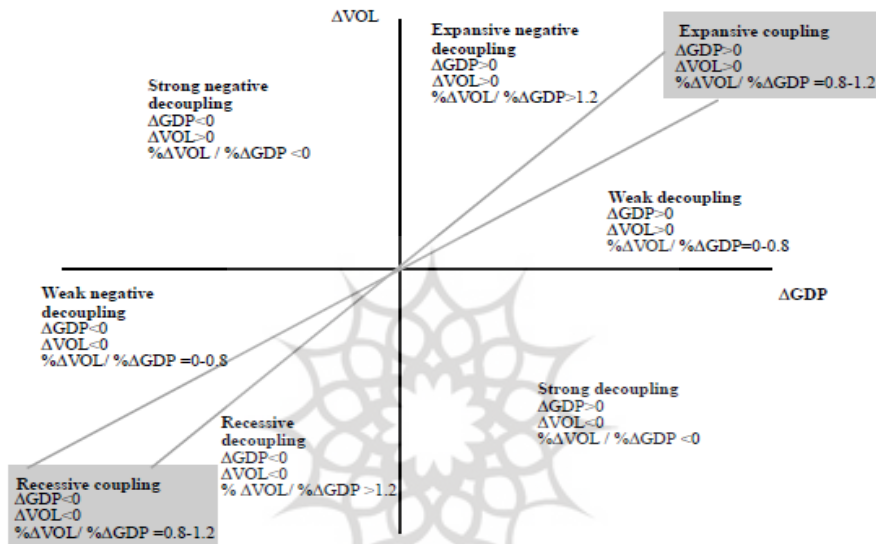 ΔVOL
Expansive negative
decoupling
ΔGDP>0
ΔVOL>0
%ΔVOL/ %ΔGDP>1.2
Expansive coupling
ΔGDP>0
ΔVOL>0
%ΔVOL/ %ΔGDP =0.8-1.2
Strong negative
decoupling
ΔGDP<0
ΔVOL>0
%ΔVOL / %ΔGDP <0
Weak decoupling
ΔGDP>0
ΔVOL>0
%ΔVOL/ %ΔGDP=0-0.8
ΔGDP
Weak negative
decoupling
ΔGDP<0
ΔVOL<0
%ΔVOL/ %ΔGDP =0-0.8
Strong decoupling
ΔGDP>0
ΔVOL<0
%ΔVOL / %ΔGDP <0
Recessive
decoupling
ΔGDP<0
ΔVOL<0
% ΔVOL/ %ΔGDP >1.2
Recessive coupling
ΔGDP<0
ΔVOL<0
%ΔVOL/ %ΔGDP =0.8-1.2